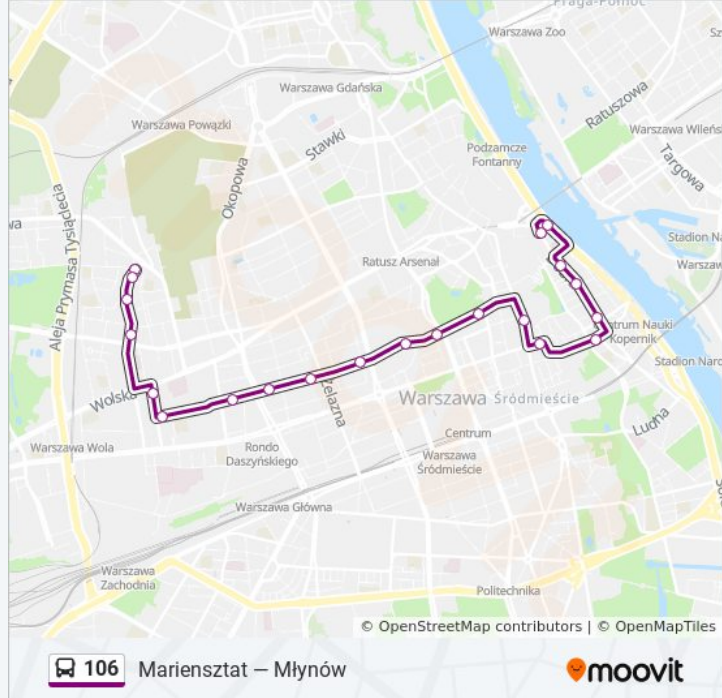 Praga-Północ
Warszawa Zoo
Warszawa Gdańska
Ratuszowa
Warszawa Powązki
Stawki
Warszawa Wileńs
Podzamcze
Fontanny
Targowa
Okopowa
Aleja Prymasa Tysiąclecia
Stadion Na
Ratusz Arsenał
Warszaw
Centrum Nauki
Kopernik
Stadion Naro
Wolska
Żelazna
Warszawa Śródmieście
Ludna
Centrum
Warszawa Wola
Rondo
Daszyńskiego
Warszawa
Śródmieście
Warszawa Główna
Warszawa
Zachodnia
Politechnika
© OpenStreetMap contributors | © OpenMapTiles
106 Mariensztat — Młynów
moovit